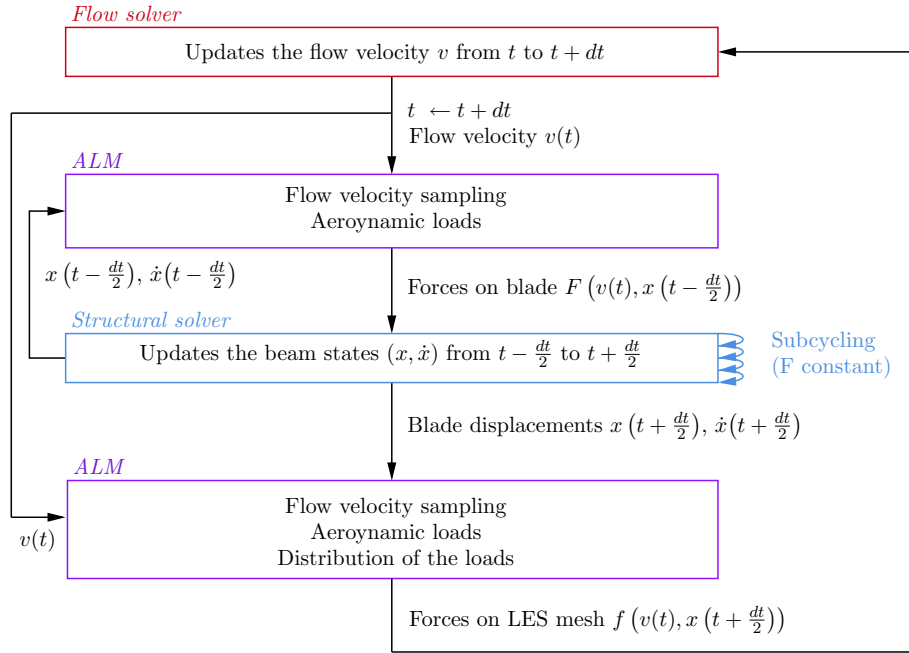 Flow solver
Updates the flow velocity v from t to t + dt
t ← t + dt
Flow velocity v(t)
ALM
Flow velocity sampling
Aeroynamic loads
x (t − dt/2), ẋ(t − dt/2)
Forces on blade F (v(t), x (t − dt/2))
Structural solver
Updates the beam states (x, ẋ) from t − dt/2 to t + dt/2
Subcycling
(F constant)
Blade displacements x (t + dt/2), ẋ(t + dt/2)
ALM
Flow velocity sampling
Aeroynamic loads
Distribution of the loads
v(t)
Forces on LES mesh f (v(t), x (t + dt/2))